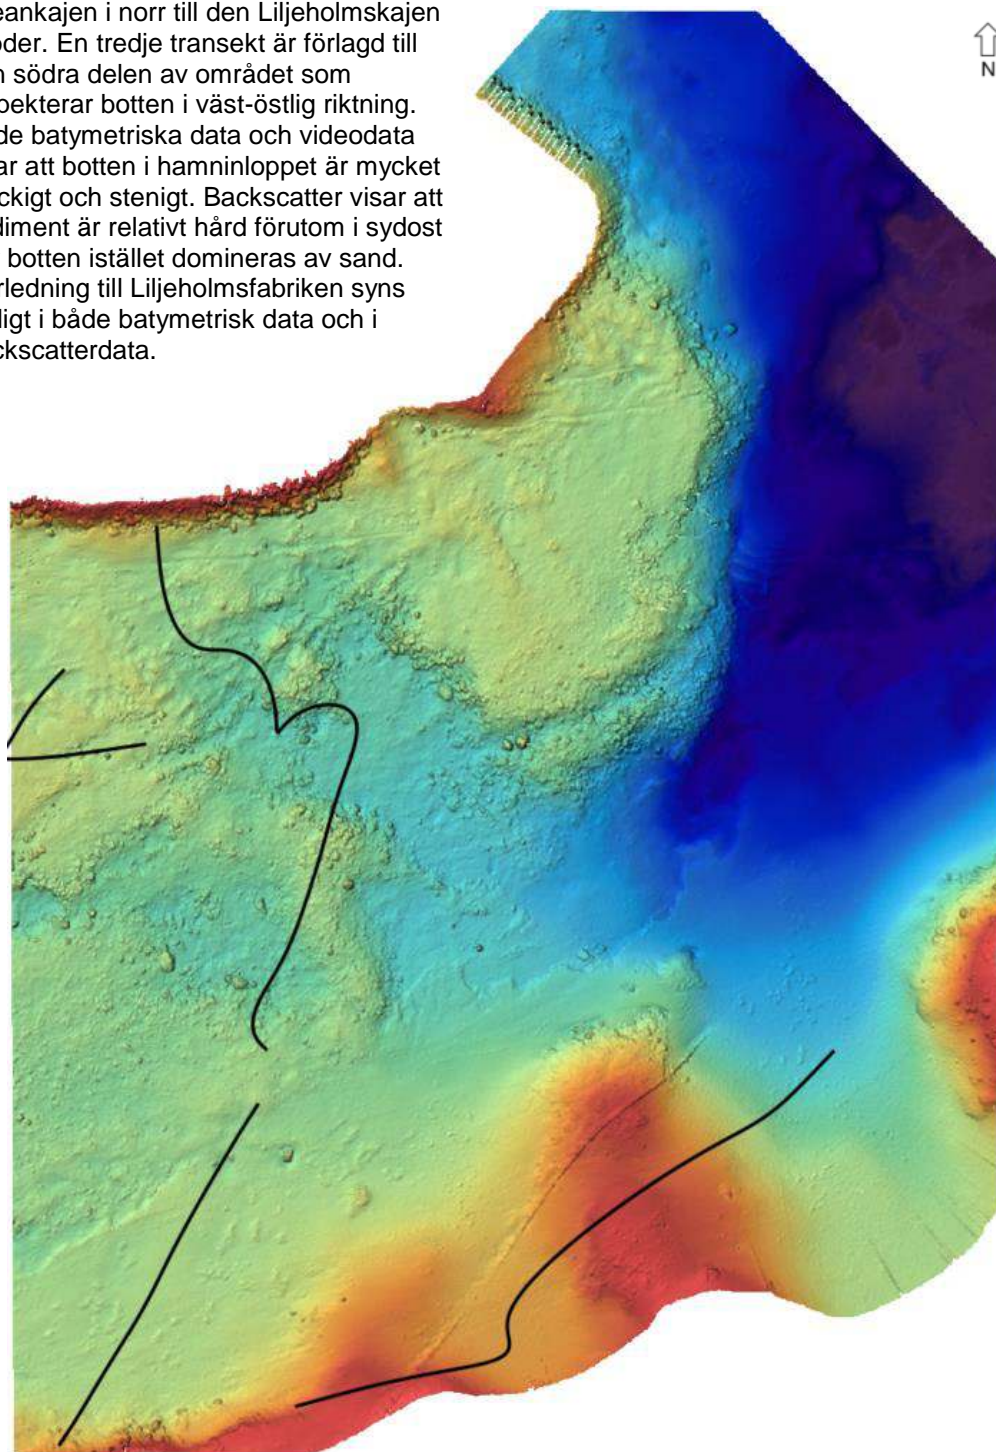 eankajen i norr till den Liljeholmskajen
öder. En tredje transekt är förlagd till
södra delen av området som
pekterar botten i väst-östlig riktning.
de batymetriska data och videodata
ar att botten i hamninloppet är mycket
ckigt och stenigt. Backscatter visar att
diment är relativt hård förutom i sydost
botten istället domineras av sand.
rledning till Liljeholmsfabriken syns
ligt i både batymetrisk data och i
ckscatterdata.
N